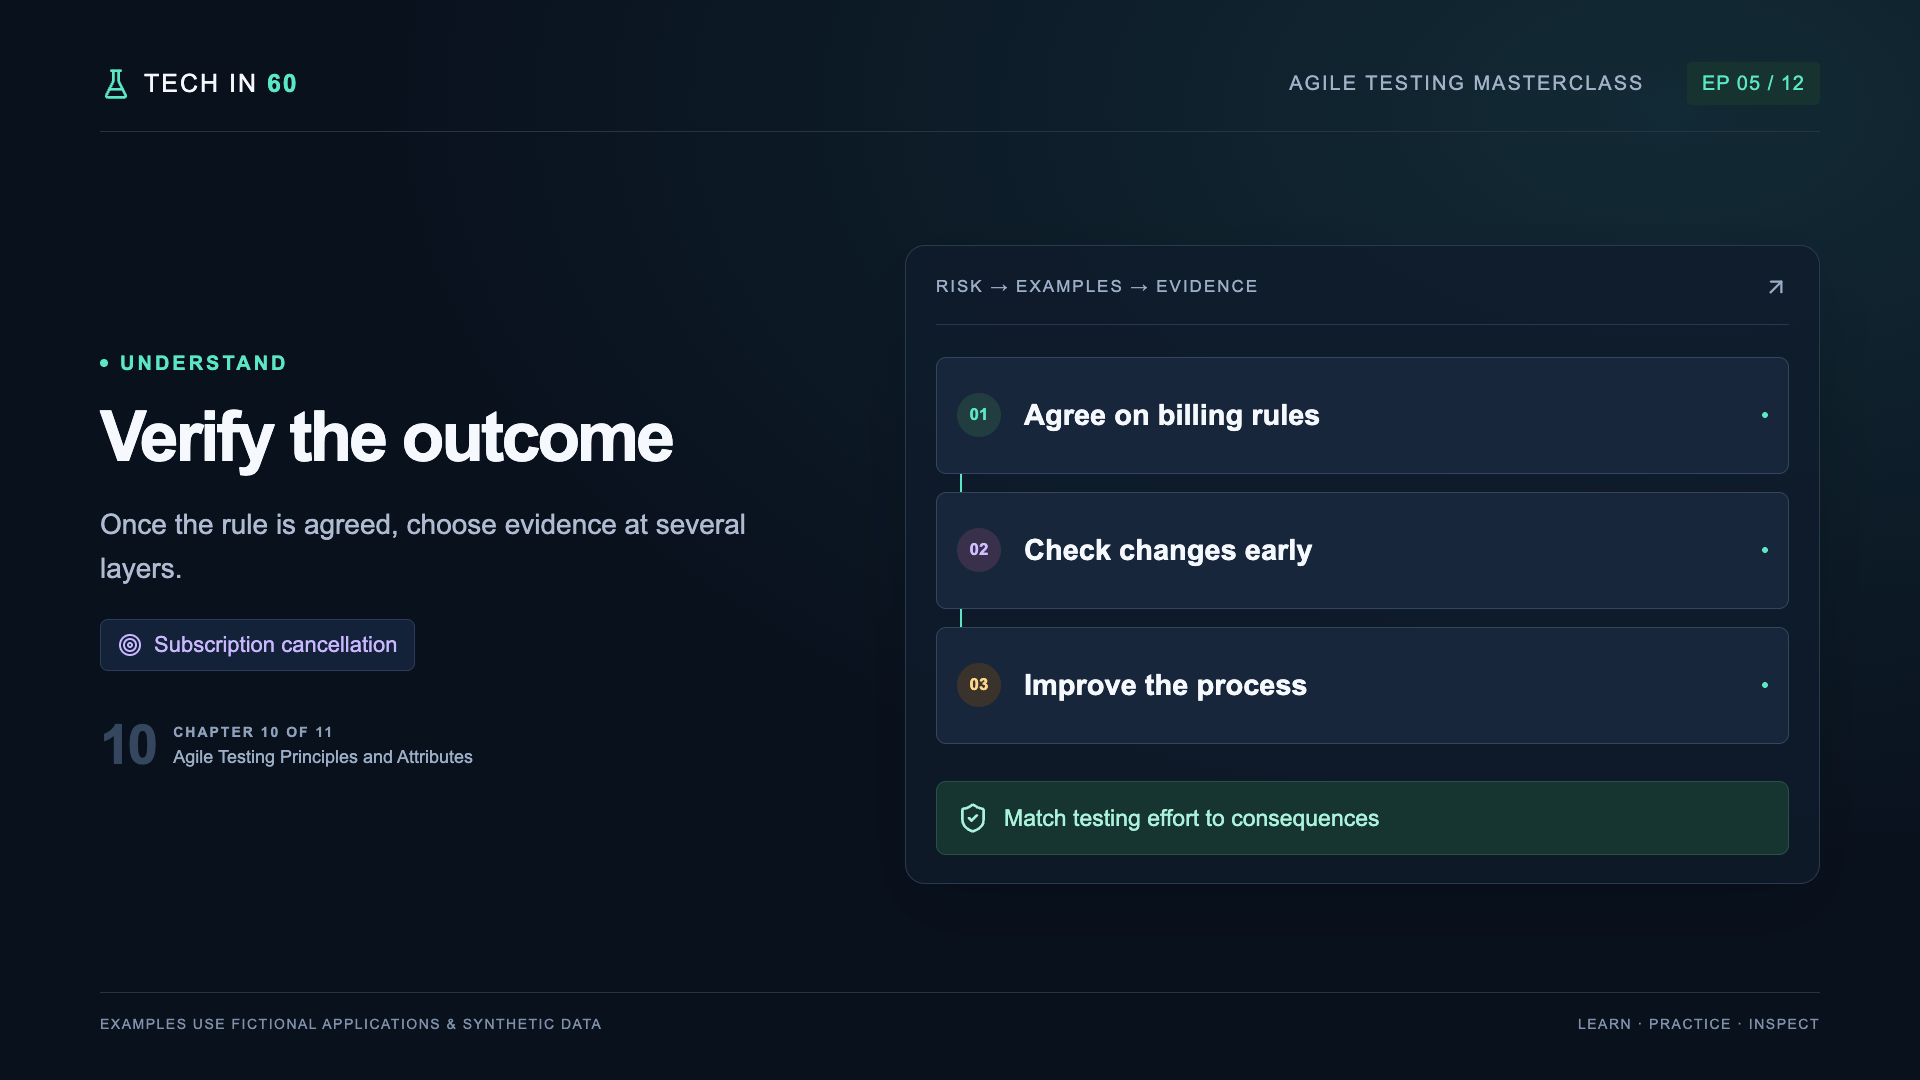 TECH IN 60
AGILE TESTING MASTERCLASS
EP 05 / 12
UNDERSTAND
Verify the outcome
Once the rule is agreed, choose evidence at several
layers.
Subscription cancellation
10
CHAPTER 10 OF 11
Agile Testing Principles and Attributes
RISK → EXAMPLES → EVIDENCE
01
Agree on billing rules
02
Check changes early
03
Improve the process
Match testing effort to consequences
EXAMPLES USE FICTIONAL APPLICATIONS & SYNTHETIC DATA
LEARN · PRACTICE · INSPECT